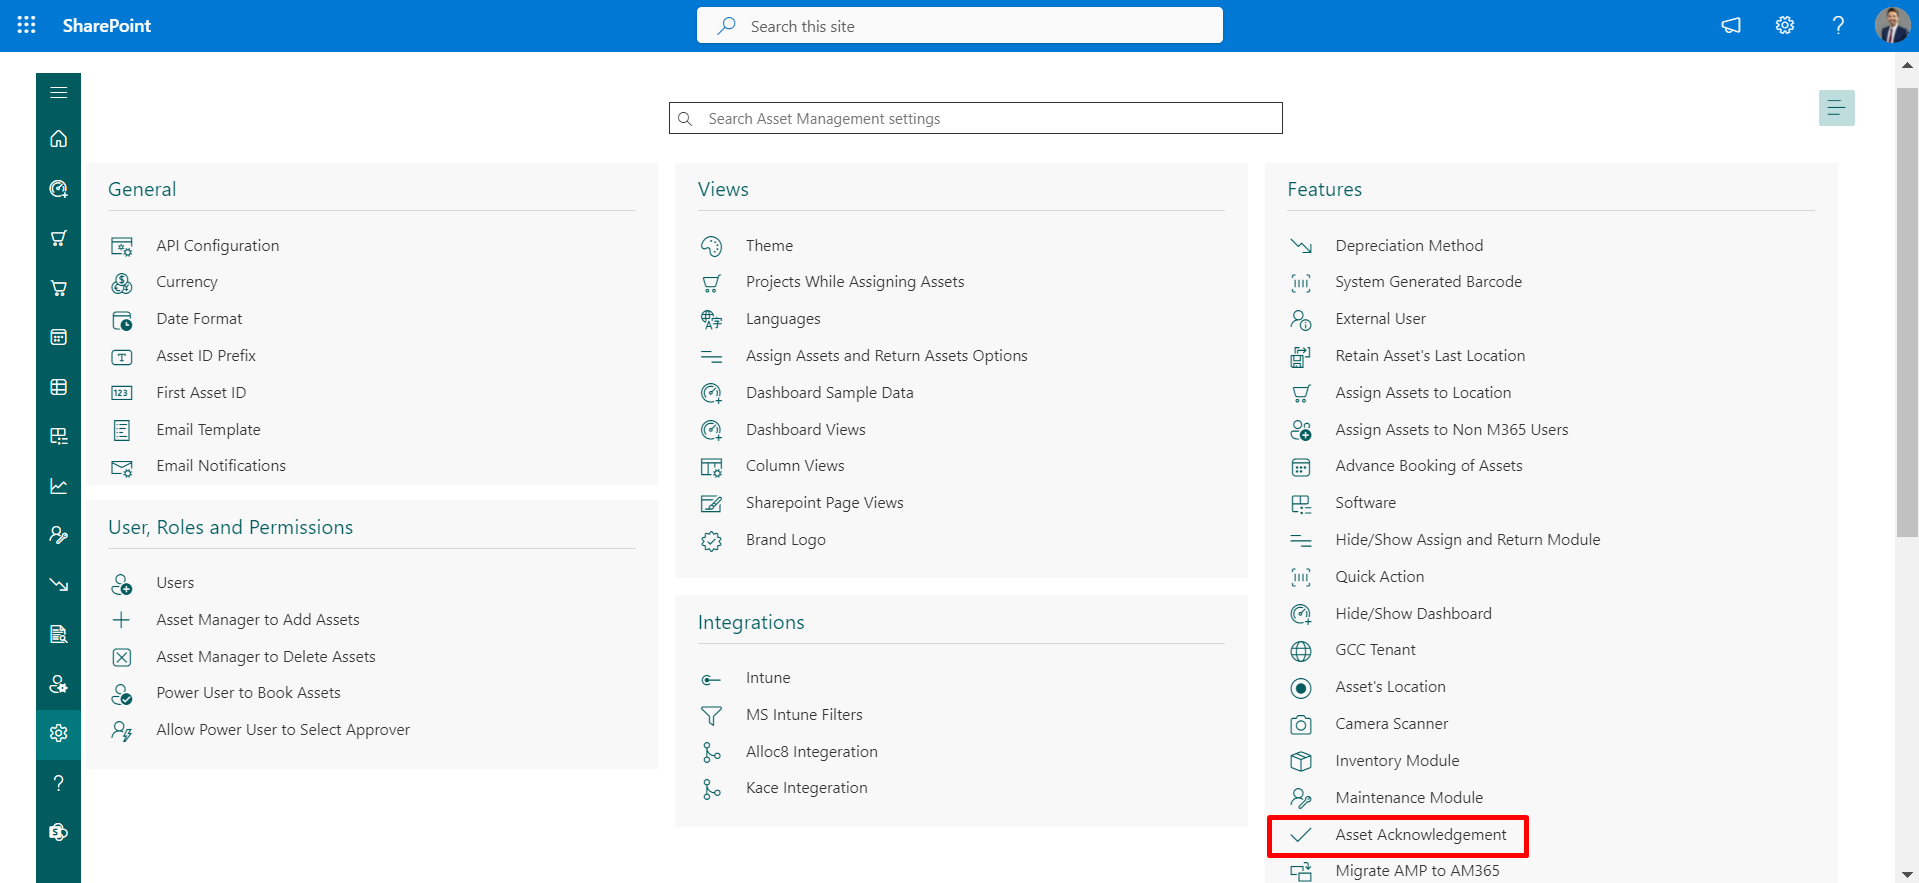 SharePoint
Search this site
Search Asset Management settings
General
API Configuration
Currency
Date Format
Asset ID Prefix
First Asset ID
Email Template
Email Notifications
User, Roles and Permissions
Users
Asset Manager to Add Assets
Asset Manager to Delete Assets
Power User to Book Assets
Allow Power User to Select Approver
Views
Theme
Projects While Assigning Assets
Languages
Assign Assets and Return Assets Options
Dashboard Sample Data
Dashboard Views
Column Views
Sharepoint Page Views
Brand Logo
Integrations
Intune
MS Intune Filters
Alloc8 Integeration
Kace Integeration
Features
Depreciation Method
System Generated Barcode
External User
Retain Asset's Last Location
Assign Assets to Location
Assign Assets to Non M365 Users
Advance Booking of Assets
Software
Hide/Show Assign and Return Module
Quick Action
Hide/Show Dashboard
GCC Tenant
Asset's Location
Camera Scanner
Inventory Module
Maintenance Module
Asset Acknowledgement
Migrate AMP to AM365